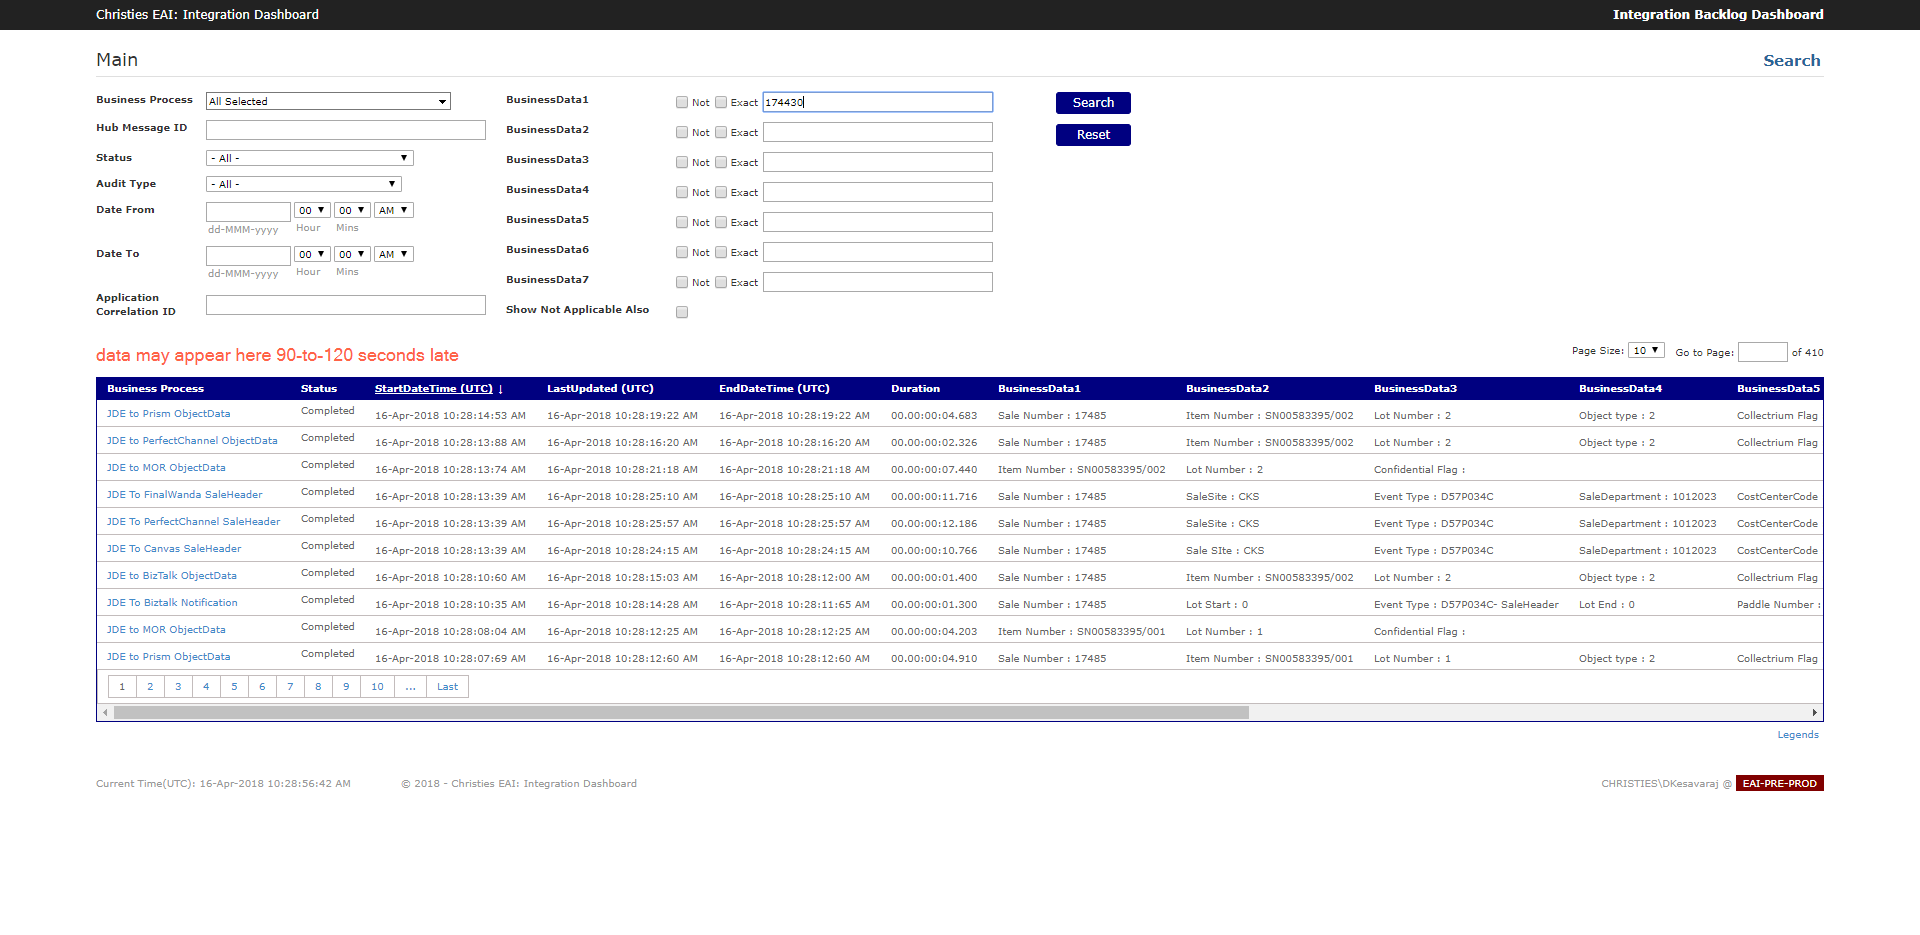 Christies EAI: Integration Dashboard Integration Backlog Dashboard
Main Search
Business Process All Selected BusinessData1 Not Exact 174430 Search
Hub Message ID BusinessData2 Not Exact Reset
Status - All - BusinessData3 Not Exact
Audit Type - All - BusinessData4 Not Exact
Date From 00 00 AM BusinessData5 Not Exact
dd-MMM-yyyy Hour Mins
Date To 00 00 AM BusinessData6 Not Exact
dd-MMM-yyyy Hour Mins BusinessData7 Not Exact
Application
Correlation ID Show Not Applicable Also
data may appear here 90-to-120 seconds late Page Size: 10 Go to Page: of 410
Business Process Status StartDateTime (UTC) ↓ LastUpdated (UTC) EndDateTime (UTC) Duration BusinessData1 BusinessData2 BusinessData3 BusinessData4 BusinessData5
JDE to Prism ObjectData Completed 16-Apr-2018 10:28:14:53 AM 16-Apr-2018 10:28:19:22 AM 16-Apr-2018 10:28:19:22 AM 00.00:00:04.683 Sale Number : 17485 Item Number : SN00583395/002 Lot Number : 2 Object type : 2 Collectrium Flag
JDE to PerfectChannel ObjectData Completed 16-Apr-2018 10:28:13:88 AM 16-Apr-2018 10:28:16:20 AM 16-Apr-2018 10:28:16:20 AM 00.00:00:02.326 Sale Number : 17485 Item Number : SN00583395/002 Lot Number : 2 Object type : 2 Collectrium Flag
JDE to MOR ObjectData Completed 16-Apr-2018 10:28:13:74 AM 16-Apr-2018 10:28:21:18 AM 16-Apr-2018 10:28:21:18 AM 00.00:00:07.440 Item Number : SN00583395/002 Lot Number : 2 Confidential Flag :
JDE To FinalWanda SaleHeader Completed 16-Apr-2018 10:28:13:39 AM 16-Apr-2018 10:28:25:10 AM 16-Apr-2018 10:28:25:10 AM 00.00:00:11.716 Sale Number : 17485 SaleSite : CKS Event Type : D57P034C SaleDepartment : 1012023 CostCenterCode
JDE To PerfectChannel SaleHeader Completed 16-Apr-2018 10:28:13:39 AM 16-Apr-2018 10:28:25:57 AM 16-Apr-2018 10:28:25:57 AM 00.00:00:12.186 Sale Number : 17485 SaleSite : CKS Event Type : D57P034C SaleDepartment : 1012023 CostCenterCode
JDE To Canvas SaleHeader Completed 16-Apr-2018 10:28:13:39 AM 16-Apr-2018 10:28:24:15 AM 16-Apr-2018 10:28:24:15 AM 00.00:00:10.766 Sale Number : 17485 Sale SIte : CKS Event Type : D57P034C SaleDepartment : 1012023 CostCenterCode
JDE to BizTalk ObjectData Completed 16-Apr-2018 10:28:10:60 AM 16-Apr-2018 10:28:15:03 AM 16-Apr-2018 10:28:12:00 AM 00.00:00:01.400 Sale Number : 17485 Item Number : SN00583395/002 Lot Number : 2 Object type : 2 Collectrium Flag
JDE To Biztalk Notification Completed 16-Apr-2018 10:28:10:35 AM 16-Apr-2018 10:28:14:28 AM 16-Apr-2018 10:28:11:65 AM 00.00:00:01.300 Sale Number : 17485 Lot Start : 0 Event Type : D57P034C- SaleHeader Lot End : 0 Paddle Number :
JDE to MOR ObjectData Completed 16-Apr-2018 10:28:08:04 AM 16-Apr-2018 10:28:12:25 AM 16-Apr-2018 10:28:12:25 AM 00.00:00:04.203 Item Number : SN00583395/001 Lot Number : 1 Confidential Flag :
JDE to Prism ObjectData Completed 16-Apr-2018 10:28:07:69 AM 16-Apr-2018 10:28:12:60 AM 16-Apr-2018 10:28:12:60 AM 00.00:00:04.910 Sale Number : 17485 Item Number : SN00583395/001 Lot Number : 1 Object type : 2 Collectrium Flag
1 2 3 4 5 6 7 8 9 10 ... Last
Legends
Current Time(UTC): 16-Apr-2018 10:28:56:42 AM © 2018 - Christies EAI: Integration Dashboard CHRISTIES\DKesavaraj @ EAI-PRE-PROD